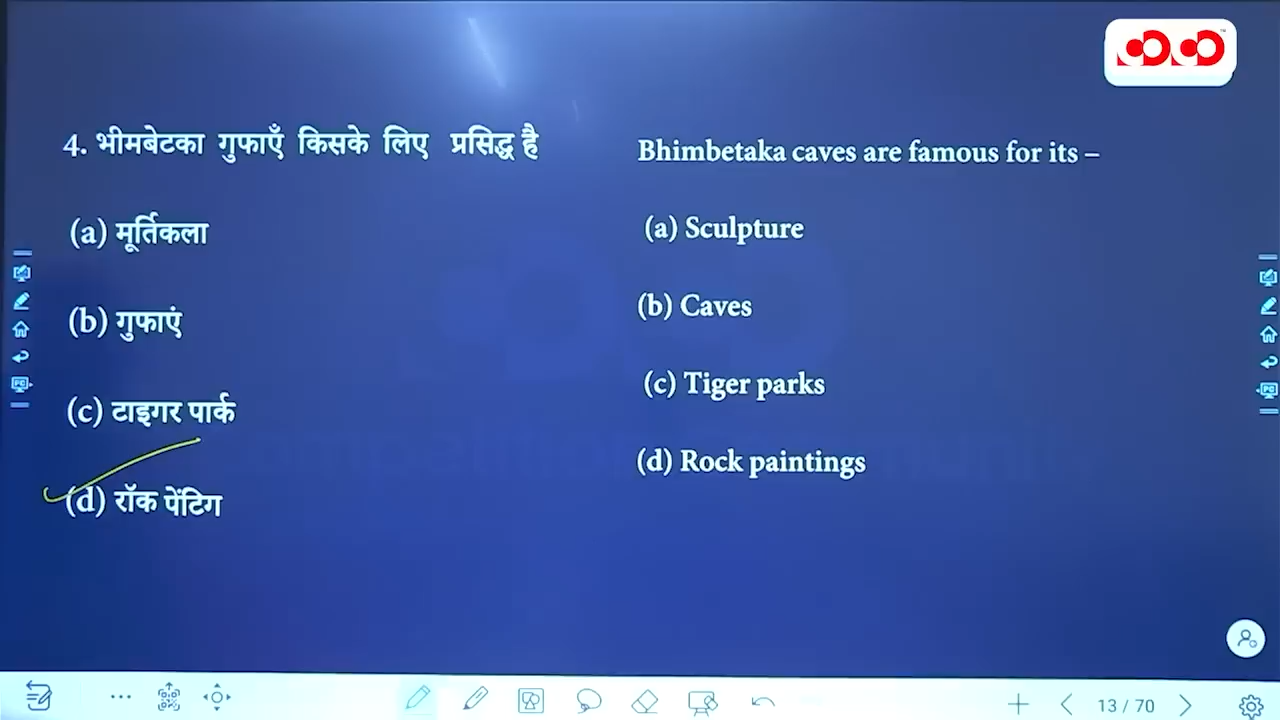 4. भीमबेटका गुफाएँ किसके लिए प्रसिद्ध है
(a) मूर्तिकला
(b) गुफाएं
(c) टाइगर पार्क
(d) रॉक पेंटिग
Bhimbetaka caves are famous for its –
(a) Sculpture
(b) Caves
(c) Tiger parks
(d) Rock paintings
13 / 70